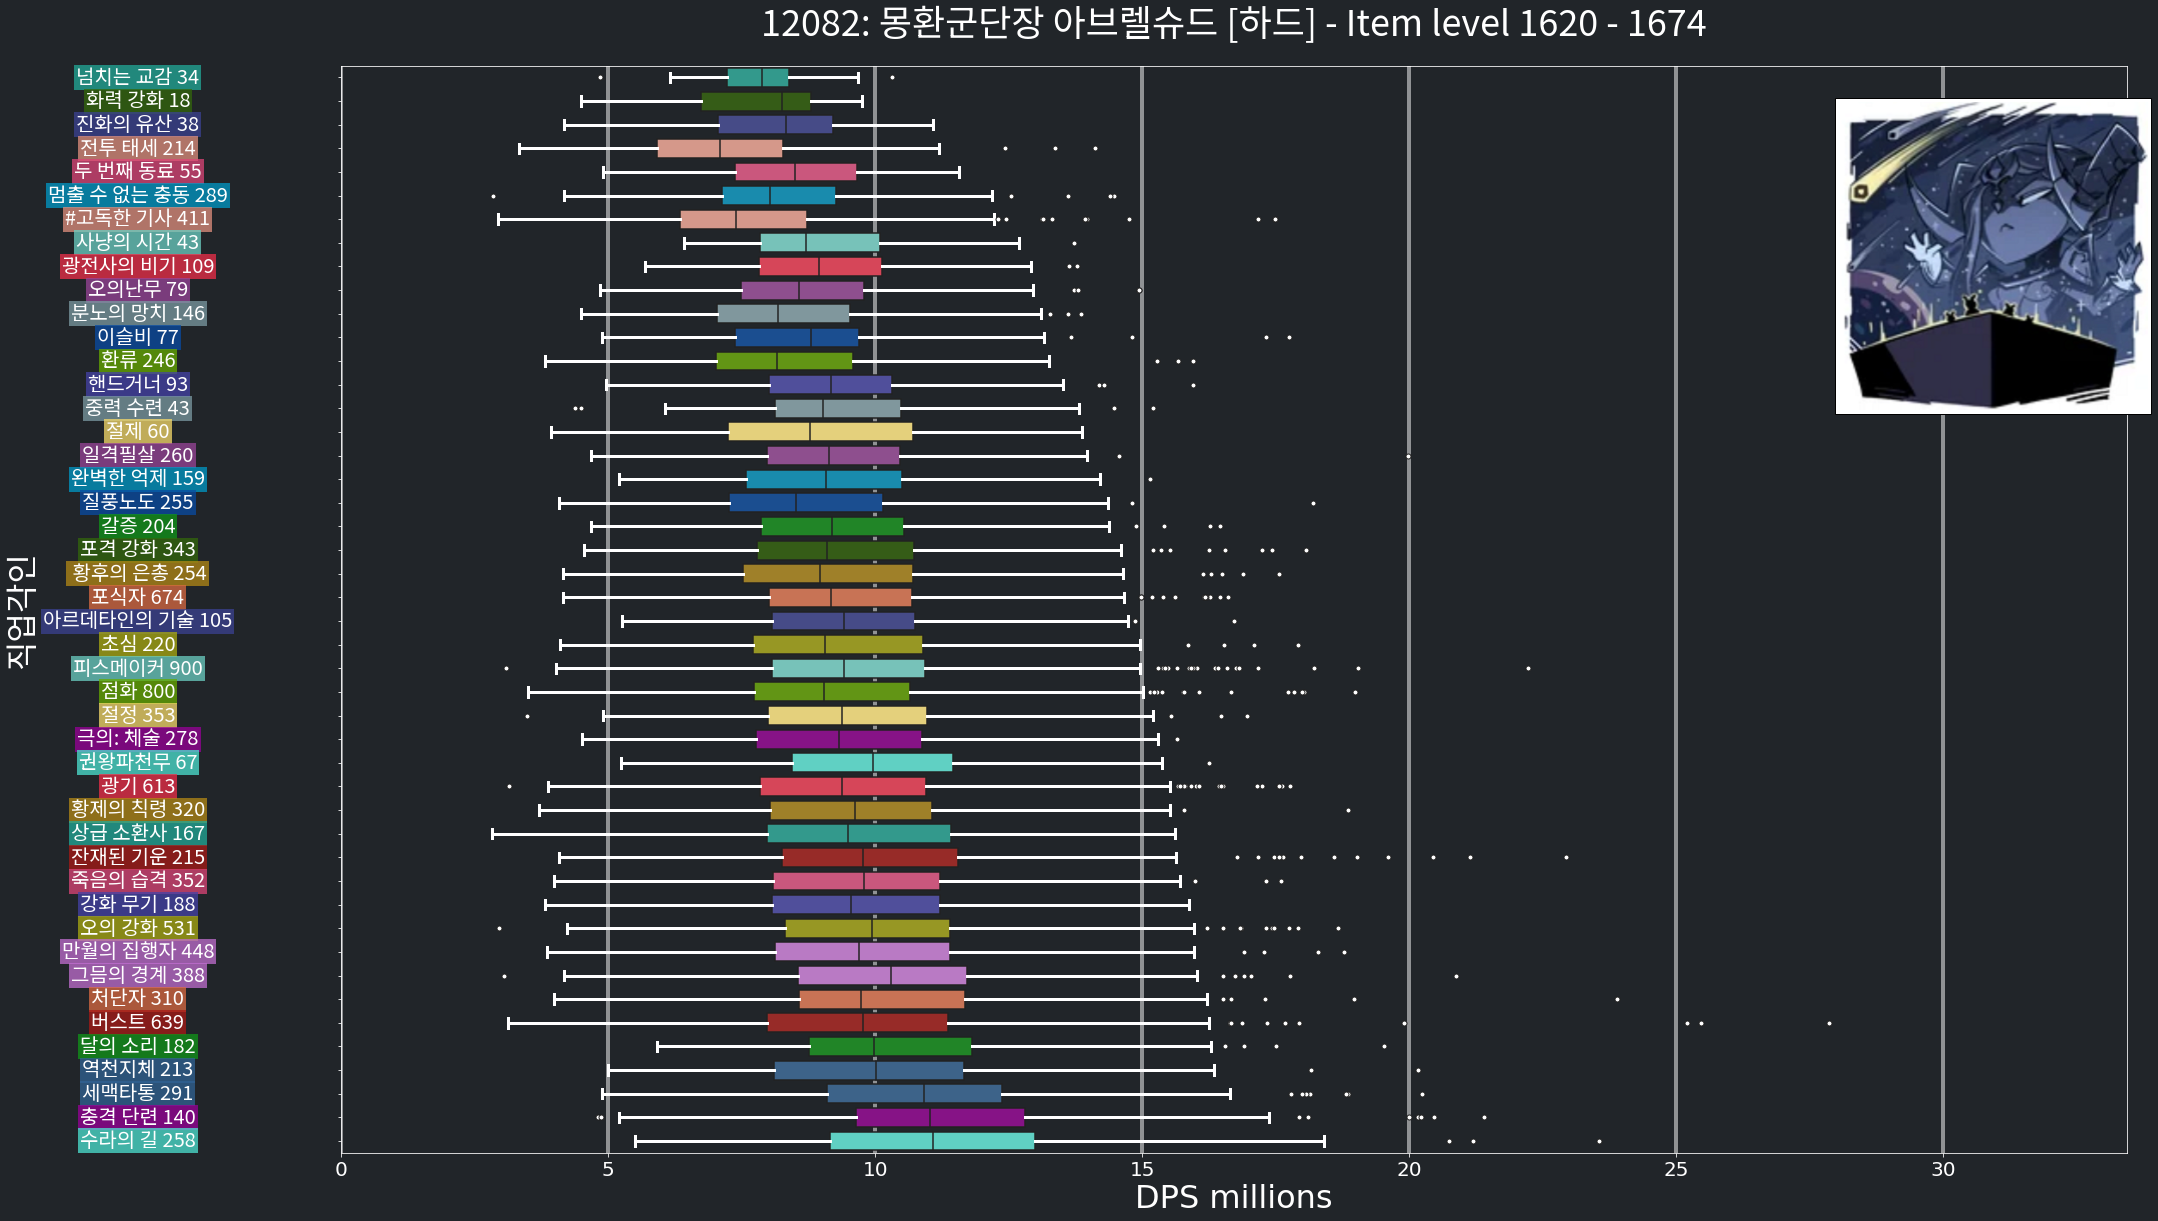 12082: 몽환군단장 아브렐슈드 [하드] - Item level 1620 - 1674
직업각인
넘치는 교감 34
화력 강화 18
진화의 유산 38
전투 태세 214
두 번째 동료 55
멈출 수 없는 충동 289
#고독한 기사 411
사냥의 시간 43
광전사의 비기 109
오의난무 79
분노의 망치 146
이슬비 77
환류 246
핸드거너 93
중력 수련 43
절제 60
일격필살 260
완벽한 억제 159
질풍노도 255
갈증 204
포격 강화 343
황후의 은총 254
포식자 674
아르데타인의 기술 105
초심 220
피스메이커 900
점화 800
절정 353
극의: 체술 278
권왕파천무 67
광기 613
황제의 칙령 320
상급 소환사 167
잔재된 기운 215
죽음의 습격 352
강화 무기 188
오의 강화 531
만월의 집행자 448
그믐의 경계 388
처단자 310
버스트 639
달의 소리 182
역천지체 213
세맥타통 291
충격 단련 140
수라의 길 258
0 5 10 15 20 25 30
DPS millions